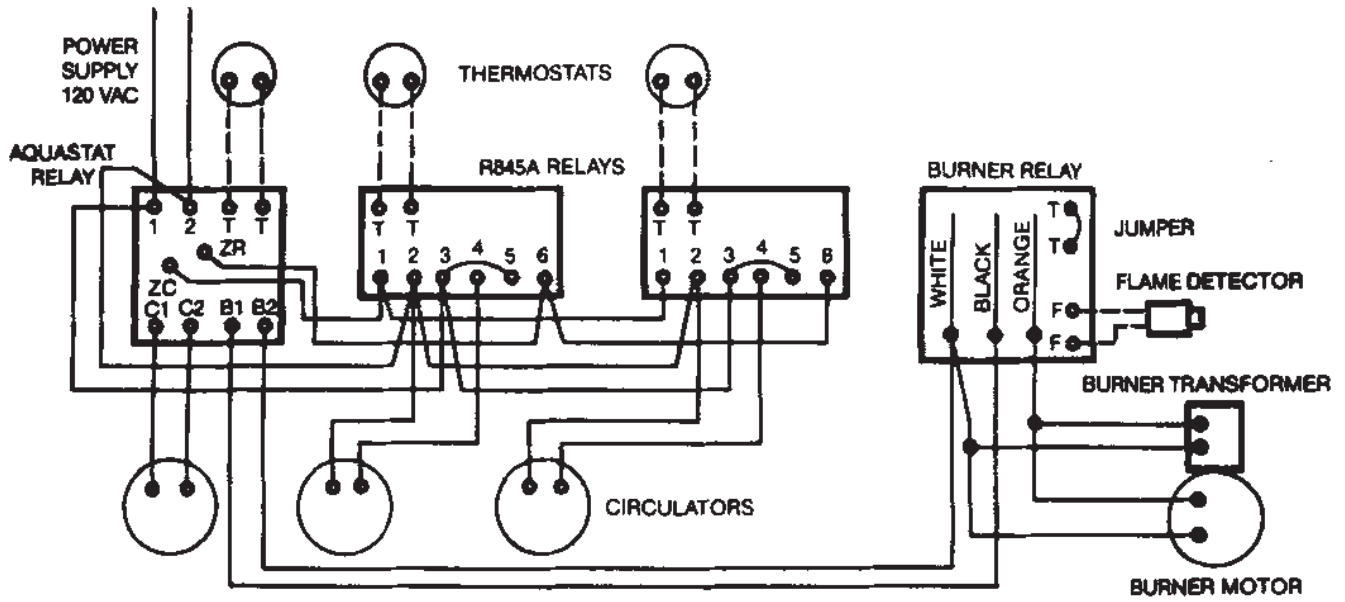 POWER
SUPPLY
120 VAC
THERMOSTATS
AQUASTAT
RELAY
R845A RELAYS
BURNER RELAY
1 2 T T
ZR
ZC
C1 C2 B1 B2
T T
1 2 3 4 5 6
T T
1 2 3 4 5 6
WHITE
BLACK
ORANGE
T
T
JUMPER
FLAME DETECTOR
F
F
BURNER TRANSFORMER
CIRCULATORS
BURNER MOTOR